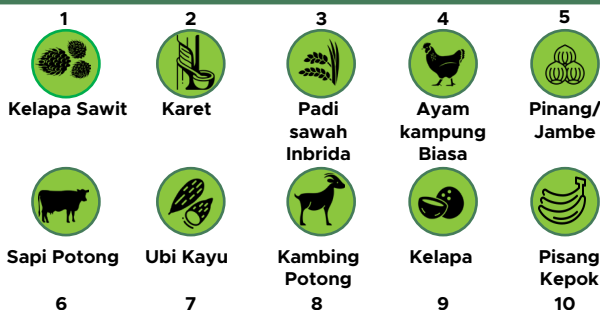 1 2 3 4 5
Kelapa Sawit Karet Padi sawah Inbrida Ayam kampung Biasa Pinang/ Jambe
Sapi Potong Ubi Kayu Kambing Potong Kelapa Pisang Kepok
6 7 8 9 10